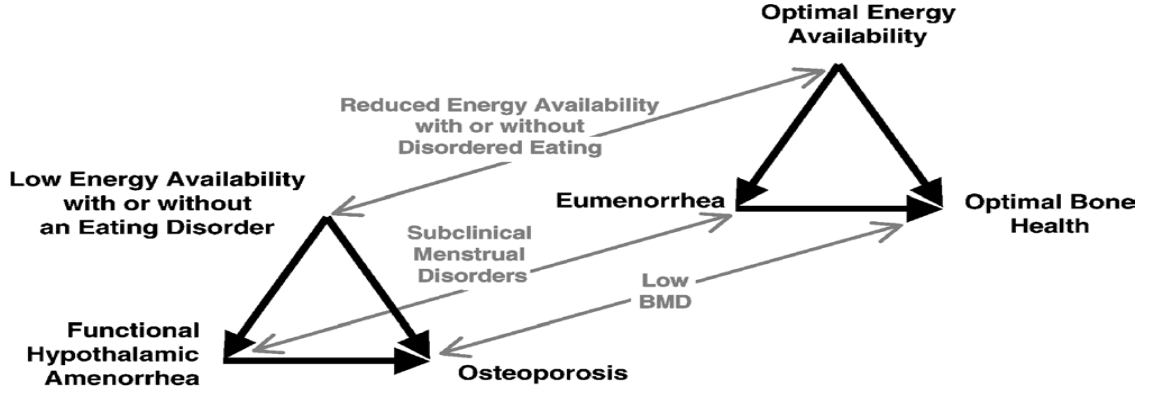 Optimal Energy
Availability
Reduced Energy Availability
with or without
Disordered Eating
Low Energy Availability
with or without
an Eating Disorder
Eumenorrhea
Optimal Bone
Health
Subclinical
Menstrual
Disorders
Low
BMD
Functional
Hypothalamic
Amenorrhea
Osteoporosis